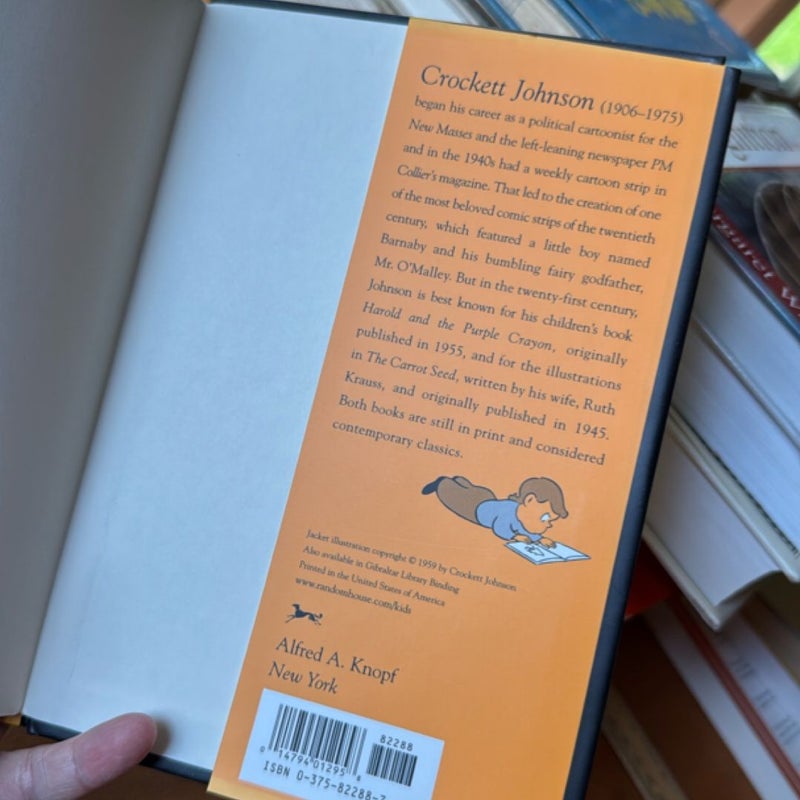 Crockett Johnson (1906–1975)
began his career as a political cartoonist for the
New Masses and the left-leaning newspaper PM
and in the 1940s had a weekly cartoon strip in
Collier's magazine. That led to the creation of one
of the most beloved comic strips of the twentieth
century, which featured a little boy named
Barnaby and his bumbling fairy godfather,
Mr. O'Malley. But in the twenty-first century,
Johnson is best known for his children's book
Harold and the Purple Crayon, originally
published in 1955, and for the illustrations
in The Carrot Seed, written by his wife, Ruth
Krauss, and originally published in 1945.
Both books are still in print and considered
contemporary classics.
Jacket illustration copyright © 1959 by Crockett Johnson
Also available in Gibraltar Library Binding
Printed in the United States of America
www.randomhouse.com/kids
Alfred A. Knopf
New York
82288
0 14794 01295 8
ISBN 0-375-82288-7